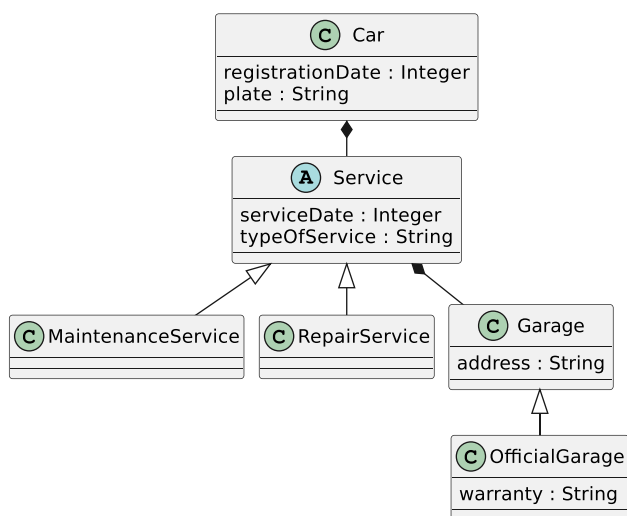 C Car
registrationDate : Integer
plate : String
A Service
serviceDate : Integer
typeOfService : String
C MaintenanceService
C RepairService
C Garage
address : String
C OfficialGarage
warranty : String